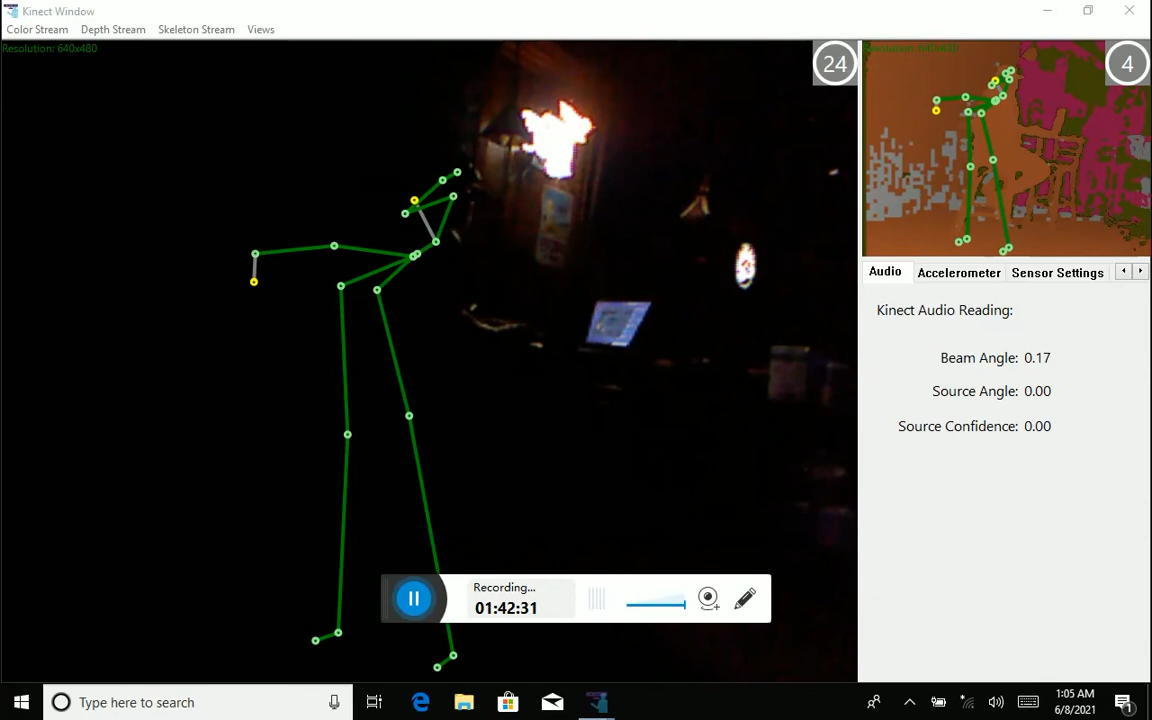 Kinect Window
Color Stream Depth Stream Skeleton Stream Views
Resolution: 640x480
24
4
Audio Accelerometer Sensor Settings
Kinect Audio Reading:
Beam Angle: 0.17
Source Angle: 0.00
Source Confidence: 0.00
Recording...
01:42:31
Type here to search
1:05 AM
6/8/2021
1